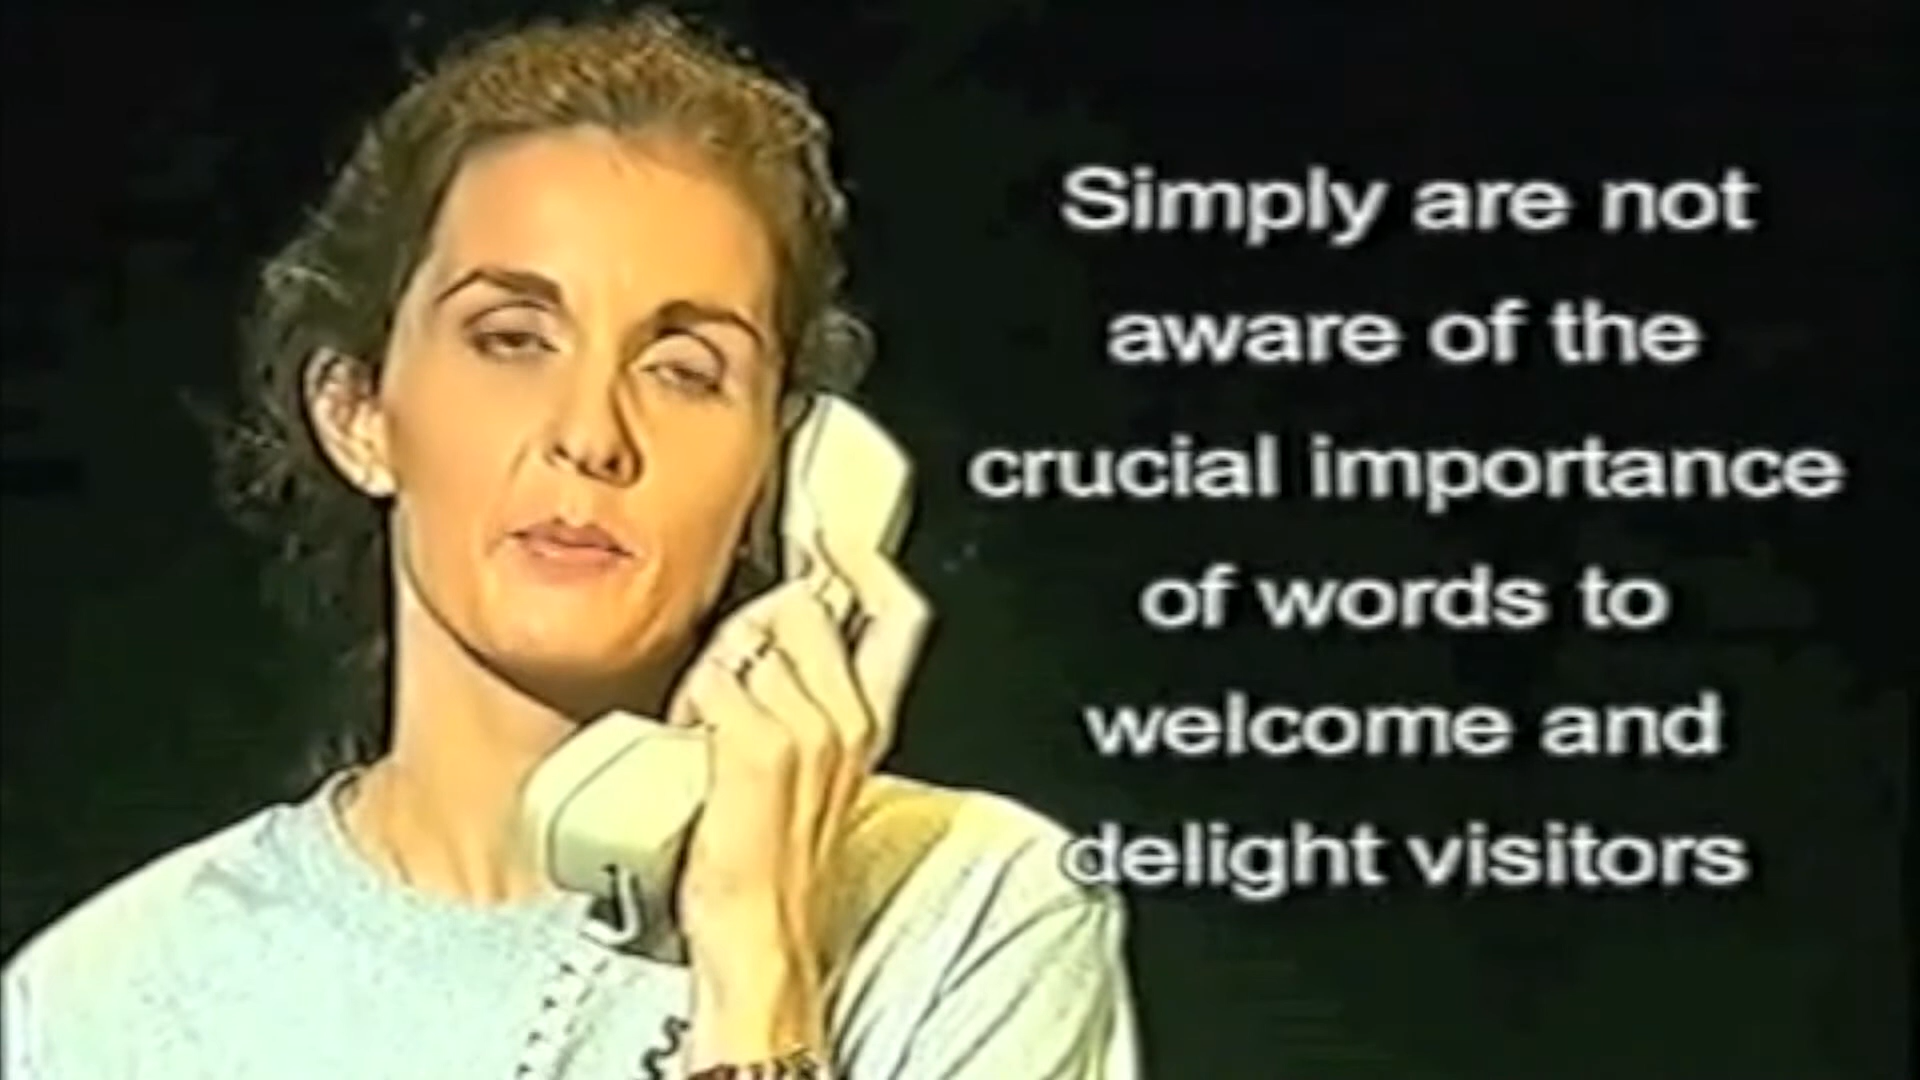 Simply are not
aware of the
crucial importance
of words to
welcome and
delight visitors